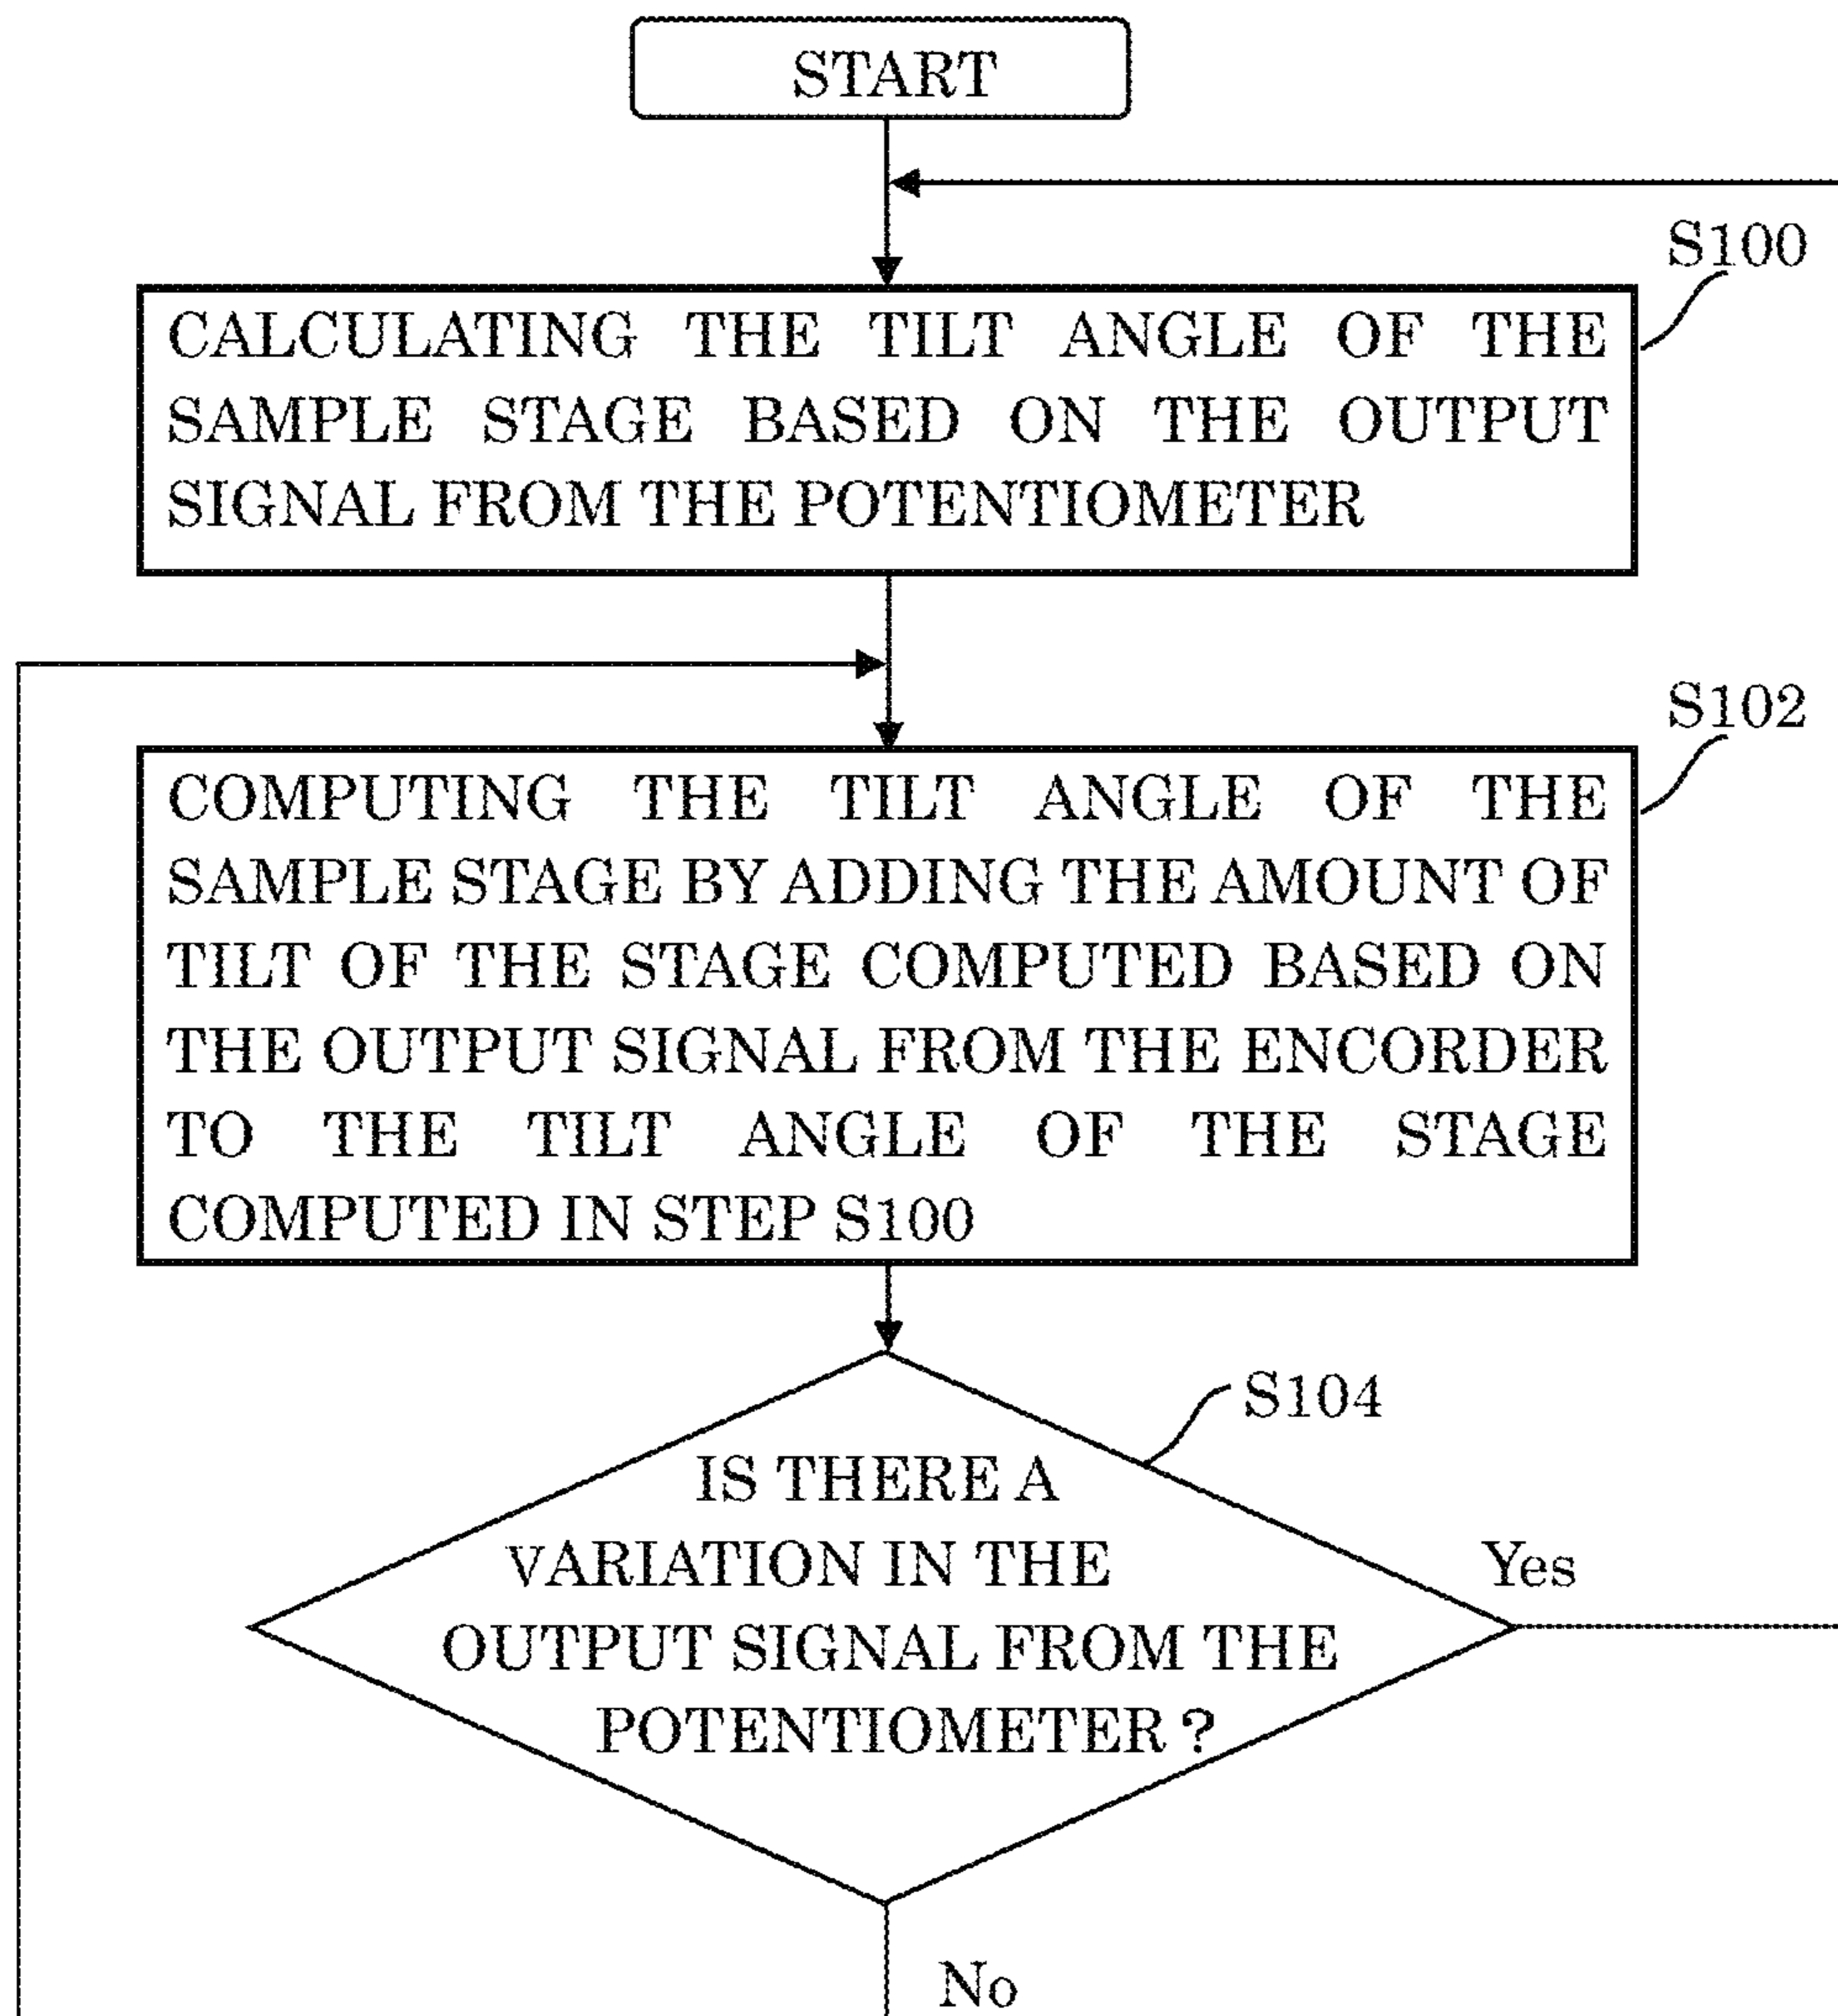 START
S100
CALCULATING THE TILT ANGLE OF THE
SAMPLE STAGE BASED ON THE OUTPUT
SIGNAL FROM THE POTENTIOMETER
S102
COMPUTING THE TILT ANGLE OF THE
SAMPLE STAGE BY ADDING THE AMOUNT OF
TILT OF THE STAGE COMPUTED BASED ON
THE OUTPUT SIGNAL FROM THE ENCORDER
TO THE TILT ANGLE OF THE STAGE
COMPUTED IN STEP S100
S104
IS THERE A
VARIATION IN THE
OUTPUT SIGNAL FROM THE
POTENTIOMETER ?
Yes
No